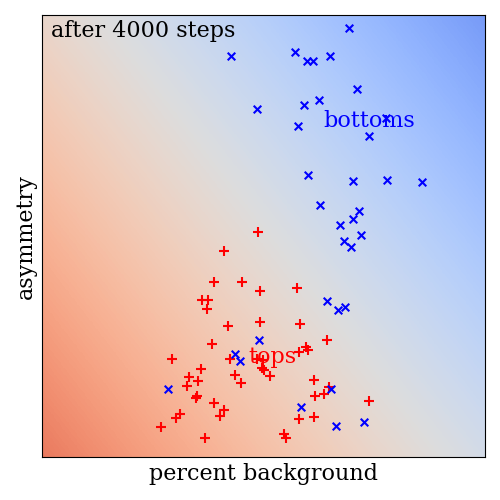 after 4000 steps
bottoms
asymmetry
tops
percent background